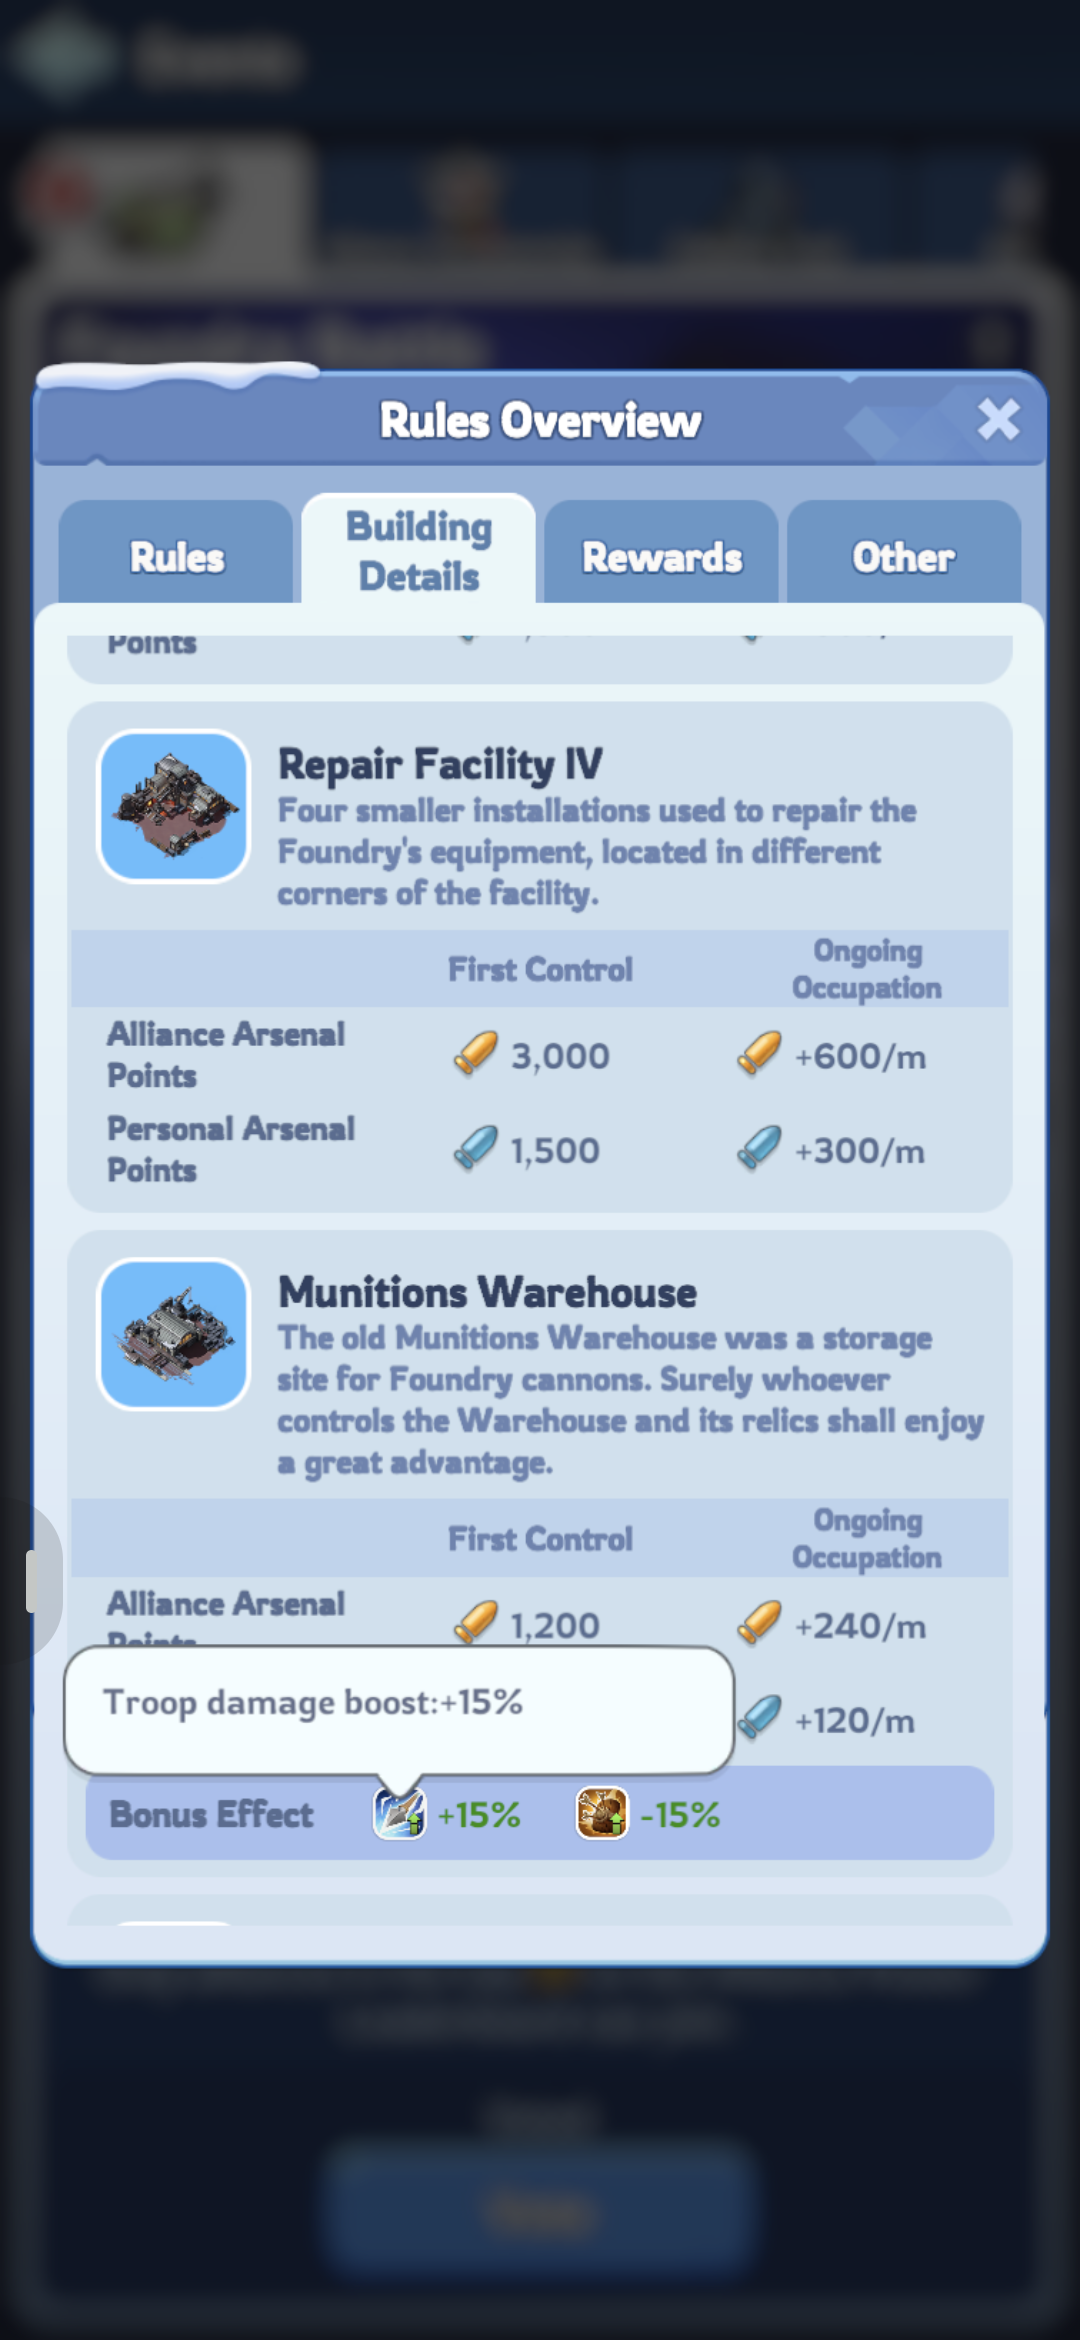 Rules Overview
Rules
Building
Details
Rewards
Other
Points
Repair Facility IV
Four smaller installations used to repair the
Foundry's equipment, located in different
corners of the facility.
First Control
Ongoing
Occupation
Alliance Arsenal
Points
3,000
+600/m
Personal Arsenal
Points
1,500
+300/m
Munitions Warehouse
The old Munitions Warehouse was a storage
site for Foundry cannons. Surely whoever
controls the Warehouse and its relics shall enjoy
a great advantage.
First Control
Ongoing
Occupation
Alliance Arsenal
Points
1,200
+240/m
Troop damage boost:+15%
+120/m
Bonus Effect
+15%
-15%